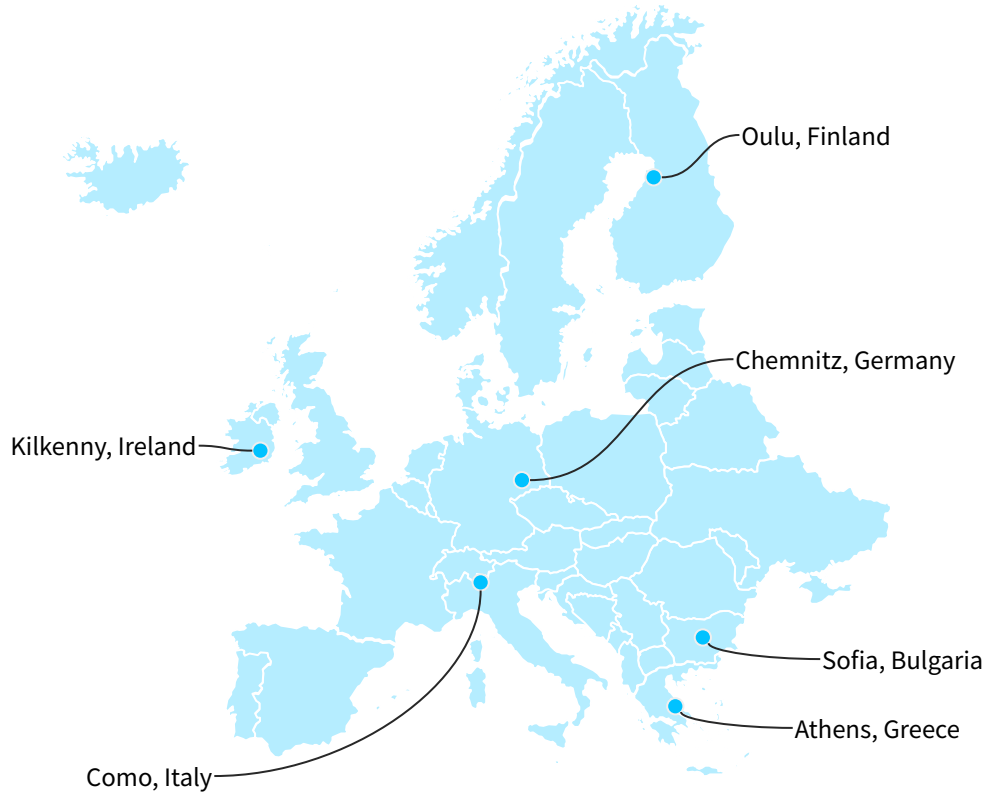 Oulu, Finland
Chemnitz, Germany
Kilkenny, Ireland
Sofia, Bulgaria
Athens, Greece
Como, Italy